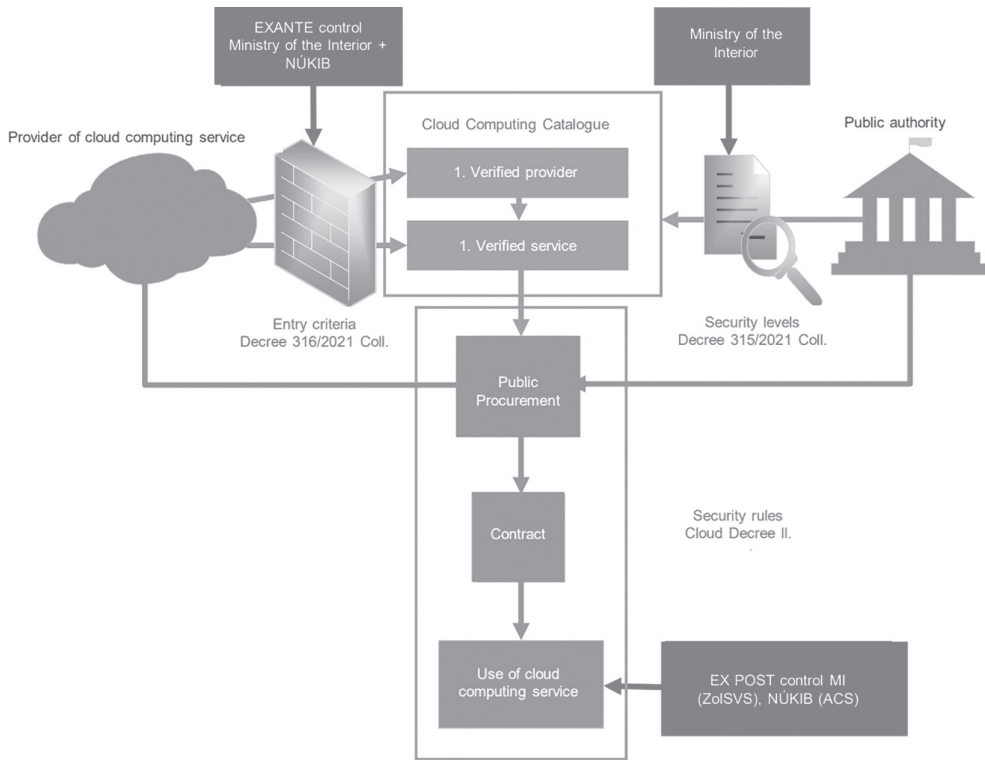 EXANTE control
Ministry of the Interior +
NÚKIB
Ministry of the
Interior
Provider of cloud computing service
Cloud Computing Catalogue
Public authority
1. Verified provider
1. Verified service
Entry criteria
Decree 316/2021 Coll.
Security levels
Decree 315/2021 Coll.
Public
Procurement
Contract
Security rules
Cloud Decree II.
.
Use of cloud
computing service
EX POST control MI
(ZoISVS), NÚKIB (ACS)